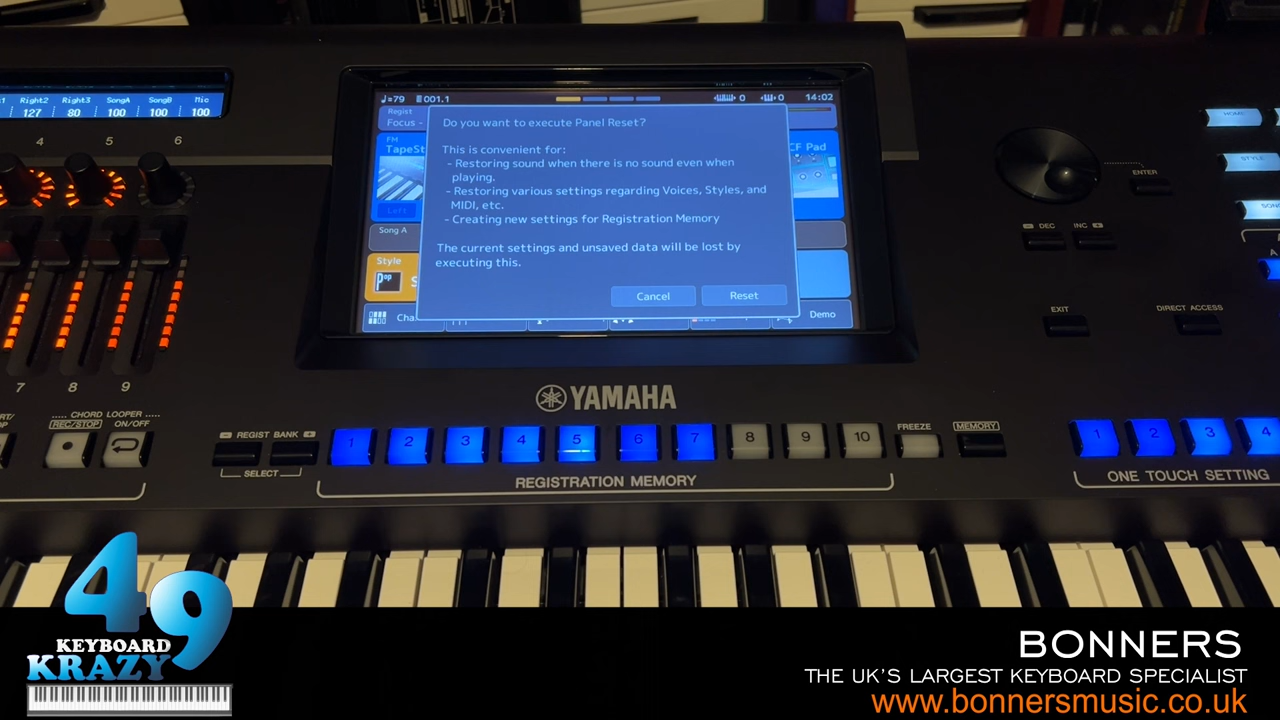 Right2 Right3 SongA SongB Mic
127 80 100 100 100
4 5 6
♩=79 001.1 0 0 14:02
Regist
Focus -
FM
TapeSt
CF Pad
Left
Song A
Style
Pop S
Cha
Demo
Do you want to execute Panel Reset?
This is convenient for:
- Restoring sound when there is no sound even when
playing.
- Restoring various settings regarding Voices, Styles, and
MIDI, etc.
- Creating new settings for Registration Memory
The current settings and unsaved data will be lost by
executing this.
Cancel Reset
HOME
STYLE
SONG
ENTER
DEC INC
A
EXIT DIRECT ACCESS
YAMAHA
7 8 9
CHORD LOOPER
REC/STOP ON/OFF
- REGIST BANK +
SELECT
1 2 3 4 5 6 7 8 9 10
FREEZE MEMORY
REGISTRATION MEMORY
1 2 3 4
ONE TOUCH SETTING
49
KEYBOARD
KRAZY
BONNERS
THE UK'S LARGEST KEYBOARD SPECIALIST
www.bonnersmusic.co.uk